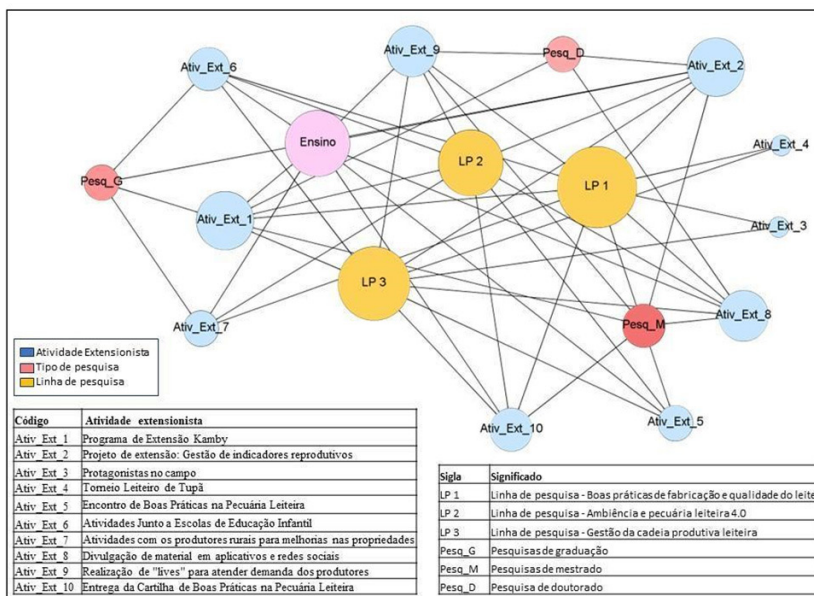 Ativ_Ext_6
Ativ_Ext_9
Pesq_D
Ativ_Ext_2
Ensino
LP 2
Ativ_Ext_4
Pesq_G
LP 1
Ativ_Ext_1
Ativ_Ext_3
LP 3
Ativ_Ext_7
Pesq_M
Ativ_Ext_8
Ativ_Ext_10
Ativ_Ext_5
Atividade Extensionista
Tipo de pesquisa
Linha de pesquisa
Código Atividade extensionista
Ativ_Ext_1 Programa de Extensão Kamby
Ativ_Ext_2 Projeto de extensão: Gestão de indicadores reprodutivos
Ativ_Ext_3 Protagonistas no campo
Ativ_Ext_4 Torneio Leiteiro de Tupã
Ativ_Ext_5 Encontro de Boas Práticas na Pecuária Leiteira
Ativ_Ext_6 Atividades Junto a Escolas de Educação Infantil
Ativ_Ext_7 Atividades com os produtores rurais para melhorias nas propriedades
Ativ_Ext_8 Divulgação de material em aplicativos e redes sociais
Ativ_Ext_9 Realização de "lives" para atender demanda dos produtores
Ativ_Ext_10 Entrega da Cartilha de Boas Práticas na Pecuária Leiteira
Sigla Significado
LP 1 Linha de pesquisa - Boas práticas de fabricação e qualidade do leite
LP 2 Linha de pesquisa - Ambiência e pecuária leiteira 4.0
LP 3 Linha de pesquisa - Gestão da cadeia produtiva leiteira
Pesq_G Pesquisas de graduação
Pesq_M Pesquisas de mestrado
Pesq_D Pesquisa de doutorado